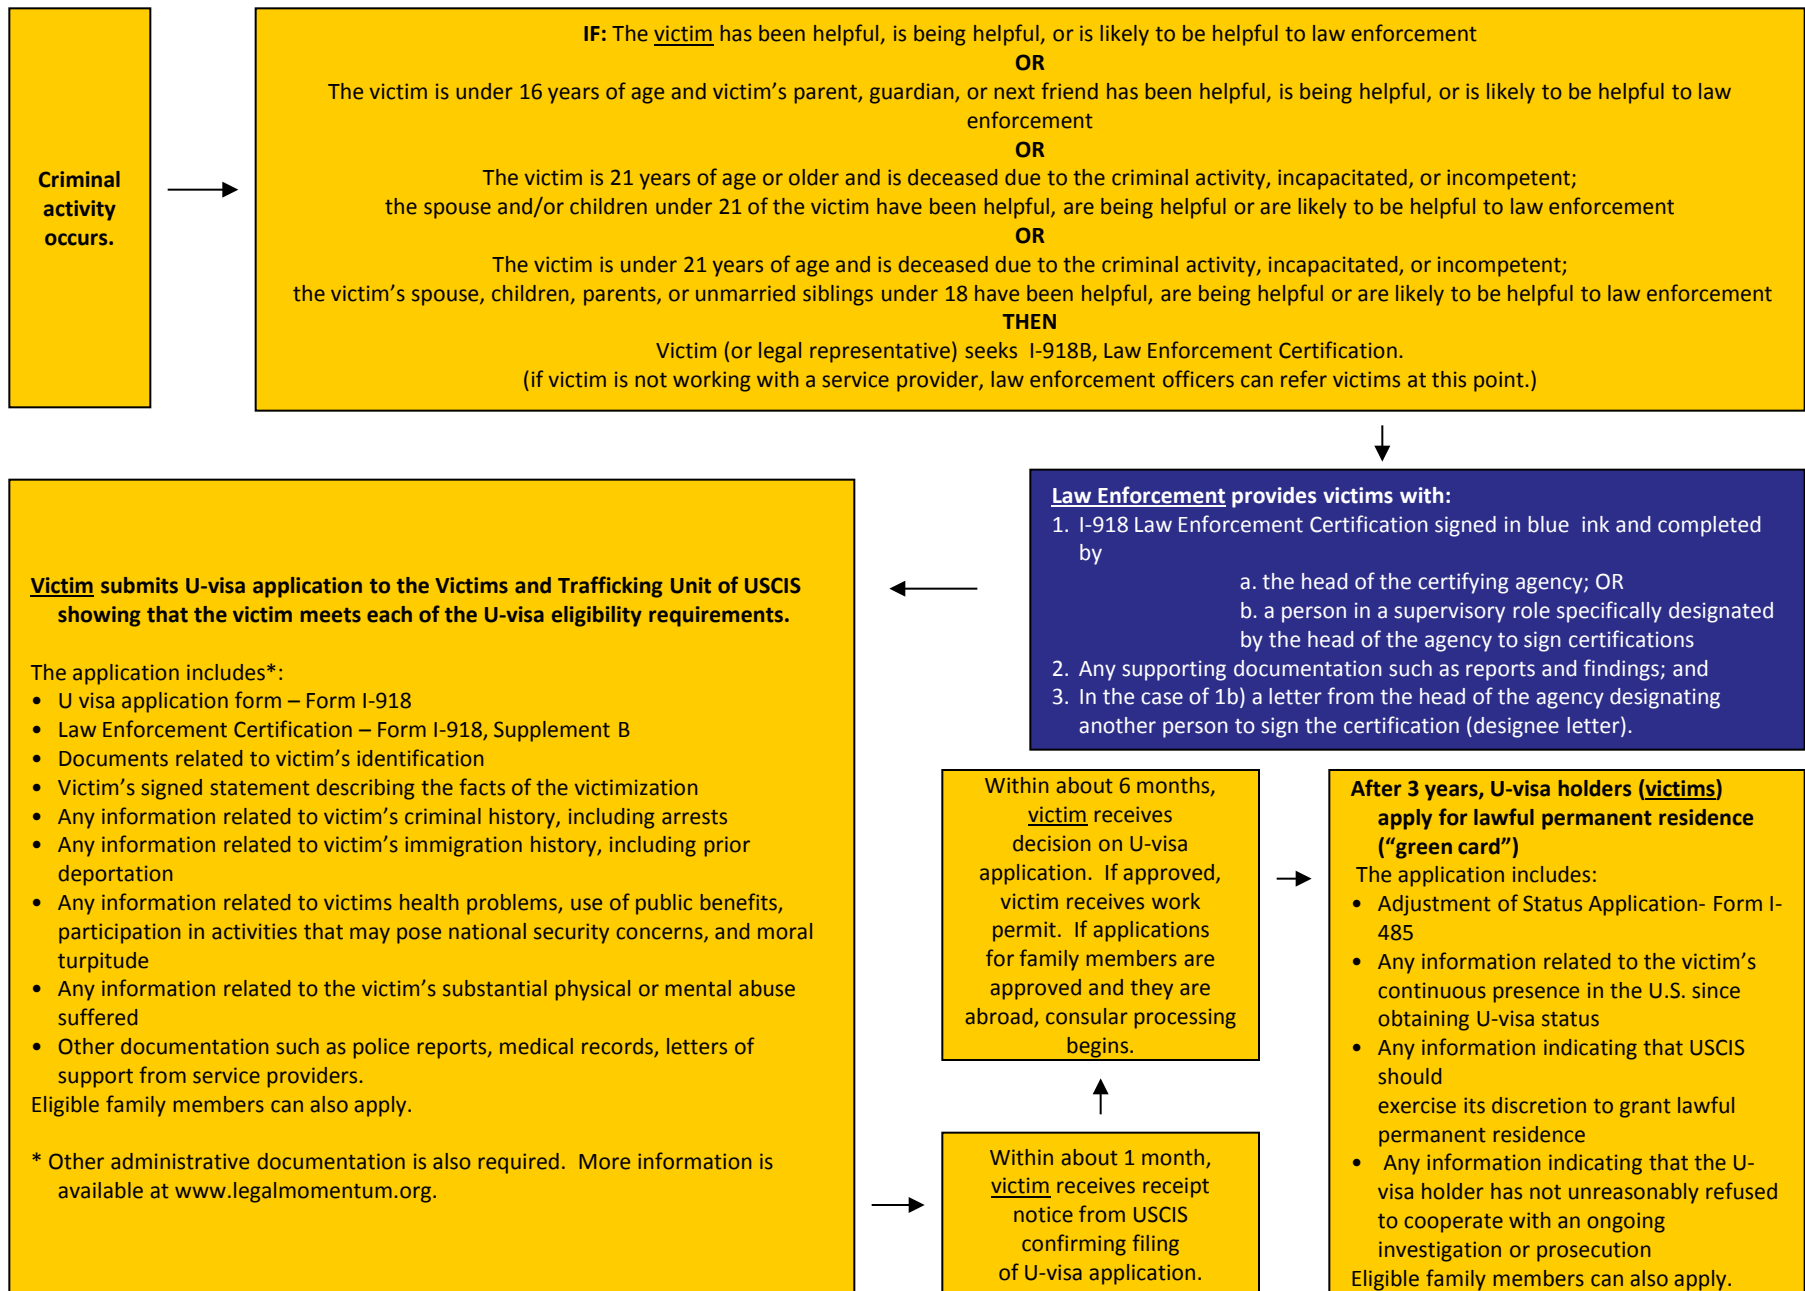 Criminal
activity
occurs.
IF: The victim has been helpful, is being helpful, or is likely to be helpful to law enforcement
OR
The victim is under 16 years of age and victim’s parent, guardian, or next friend has been helpful, is being helpful, or is likely to be helpful to law
enforcement
OR
The victim is 21 years of age or older and is deceased due to the criminal activity, incapacitated, or incompetent;
the spouse and/or children under 21 of the victim have been helpful, are being helpful or are likely to be helpful to law enforcement
OR
The victim is under 21 years of age and is deceased due to the criminal activity, incapacitated, or incompetent;
the victim’s spouse, children, parents, or unmarried siblings under 18 have been helpful, are being helpful or are likely to be helpful to law enforcement
THEN
Victim (or legal representative) seeks I-918B, Law Enforcement Certification.
(if victim is not working with a service provider, law enforcement officers can refer victims at this point.)
Law Enforcement provides victims with:
1. I-918 Law Enforcement Certification signed in blue ink and completed
by
a. the head of the certifying agency; OR
b. a person in a supervisory role specifically designated
by the head of the agency to sign certifications
2. Any supporting documentation such as reports and findings; and
3. In the case of 1b) a letter from the head of the agency designating
another person to sign the certification (designee letter).
Victim submits U-visa application to the Victims and Trafficking Unit of USCIS
showing that the victim meets each of the U-visa eligibility requirements.
The application includes*:
• U visa application form – Form I-918
• Law Enforcement Certification – Form I-918, Supplement B
• Documents related to victim’s identification
• Victim’s signed statement describing the facts of the victimization
• Any information related to victim’s criminal history, including arrests
• Any information related to victim’s immigration history, including prior
deportation
• Any information related to victims health problems, use of public benefits,
participation in activities that may pose national security concerns, and moral
turpitude
• Any information related to the victim’s substantial physical or mental abuse
suffered
• Other documentation such as police reports, medical records, letters of
support from service providers.
Eligible family members can also apply.
* Other administrative documentation is also required. More information is
available at www.legalmomentum.org.
Within about 1 month,
victim receives receipt
notice from USCIS
confirming filing
of U-visa application.
Within about 6 months,
victim receives
decision on U-visa
application. If approved,
victim receives work
permit. If applications
for family members are
approved and they are
abroad, consular processing
begins.
After 3 years, U-visa holders (victims)
apply for lawful permanent residence
(“green card”)
The application includes:
• Adjustment of Status Application- Form I-
485
• Any information related to the victim’s
continuous presence in the U.S. since
obtaining U-visa status
• Any information indicating that USCIS
should
exercise its discretion to grant lawful
permanent residence
• Any information indicating that the U-
visa holder has not unreasonably refused
to cooperate with an ongoing
investigation or prosecution
Eligible family members can also apply.